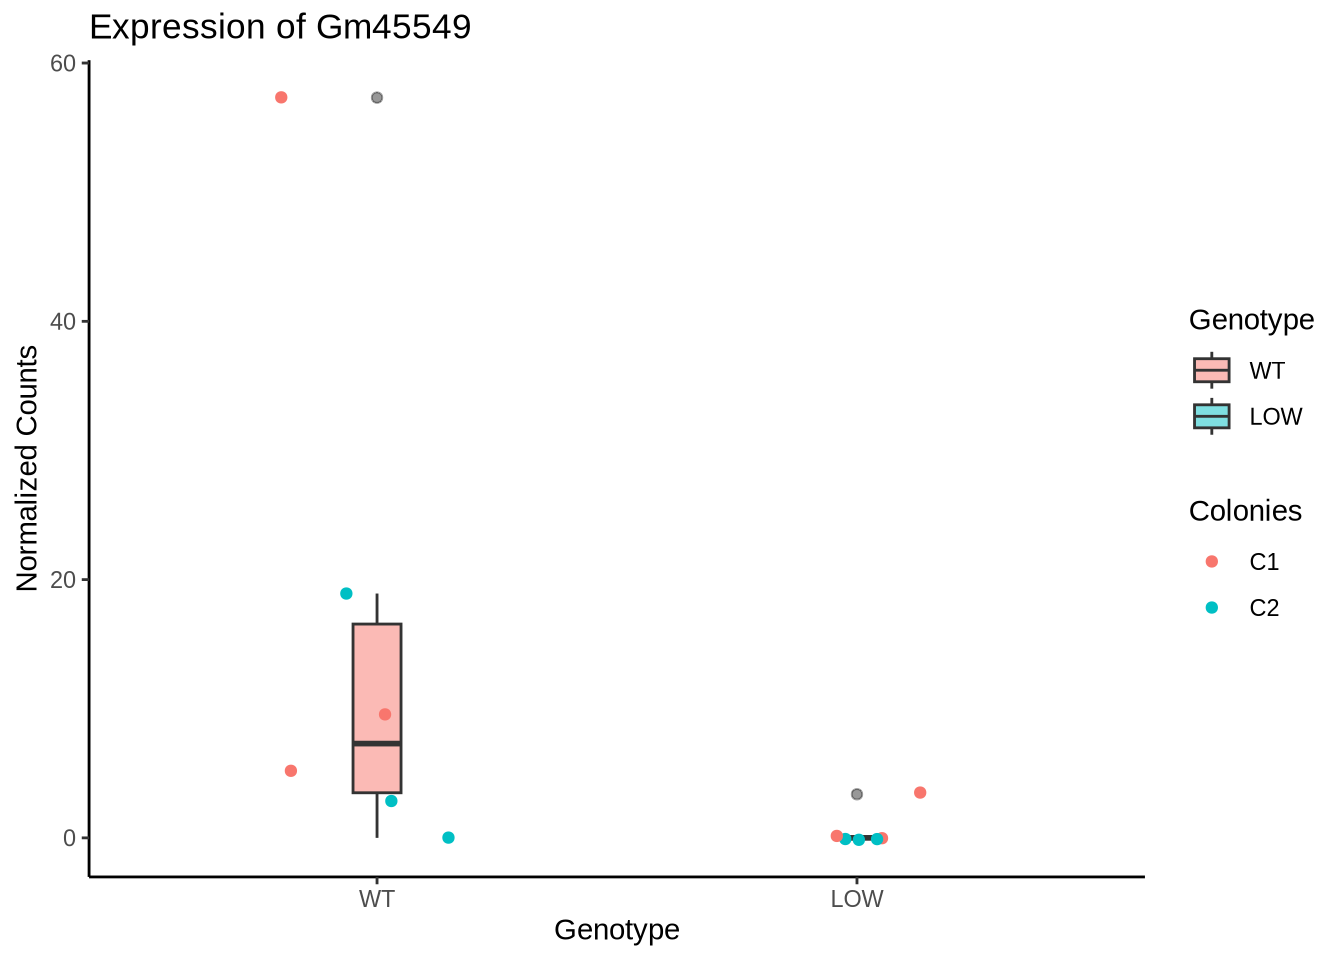 Expression of Gm45549
60
40
20
0
Normalized Counts
WT
LOW
Genotype
Genotype
WT
LOW
Colonies
C1
C2